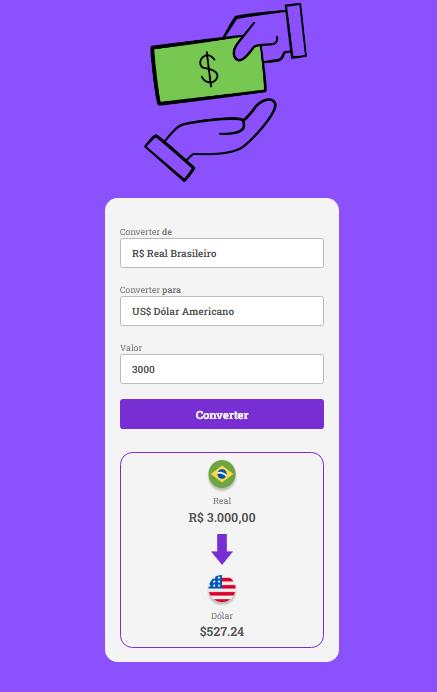 $
Converter de
R$ Real Brasileiro
Converter para
US$ Dólar Americano
Valor
3000
Converter
Real
R$ 3.000,00
Dólar
$527.24